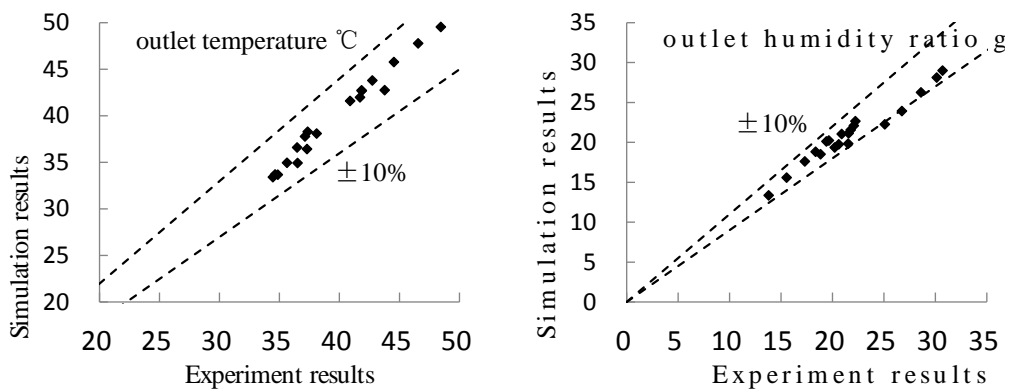 50
45
40
35
30
25
20
20 25 30 35 40 45 50
Simulation results
Experiment results
outlet temperature ℃
±10%
35
30
25
20
15
10
5
0
0 5 10 15 20 25 30 35
Simulation results
Experiment results
outlet humidity ratio g
±10%